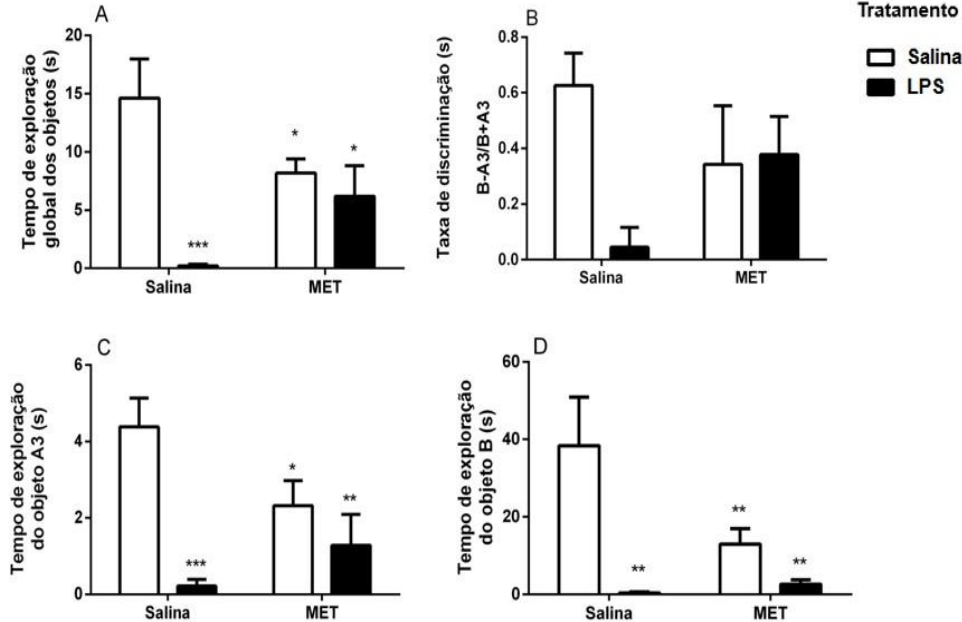 Tratamento
Salina
LPS
A
Tempo de exploração
global dos objetos (s)
20
15
10
5
0
***
*
*
Salina
MET
B
Taxa de discriminação (s)
B-A3/B+A3
0.8
0.6
0.4
0.2
0.0
Salina
MET
C
Tempo de exploração
do objeto A3 (s)
6
4
2
0
***
*
**
Salina
MET
D
Tempo de exploração
do objeto B (s)
60
40
20
0
**
**
**
Salina
MET